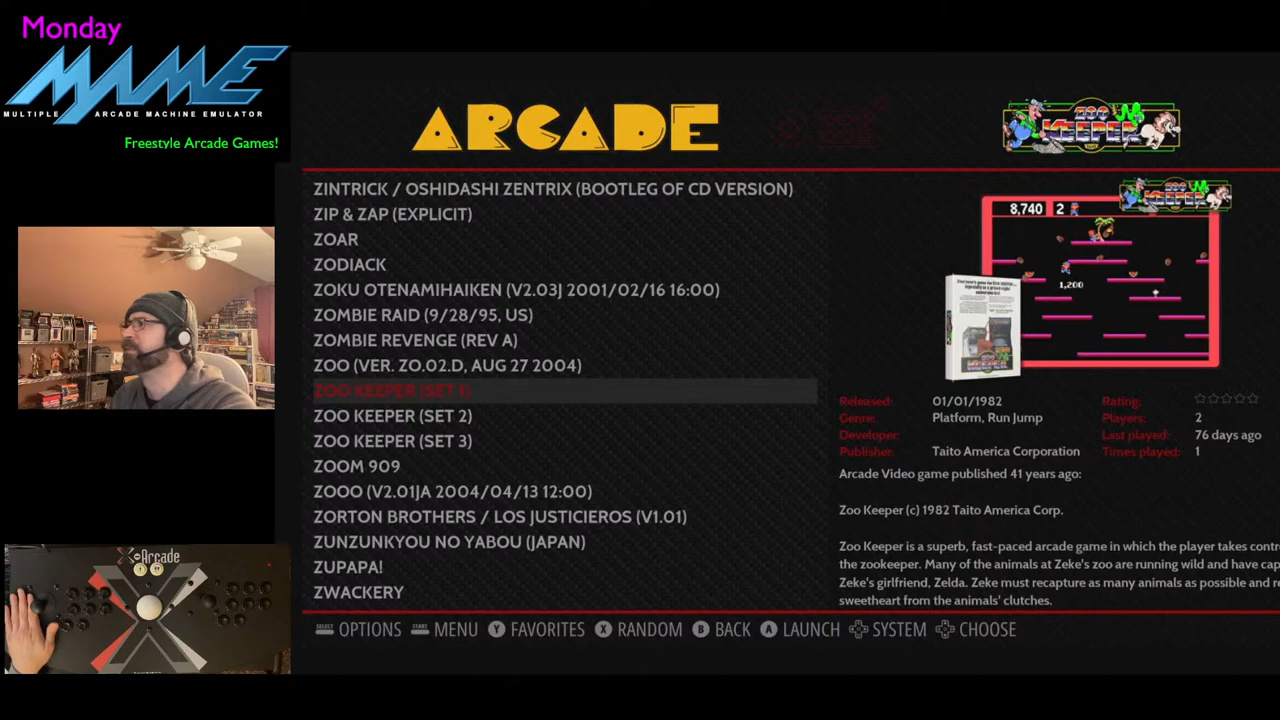 Monday
MAME
MULTIPLE ARCADE MACHINE EMULATOR
Freestyle Arcade Games!
ARCADE
ZOO KEEPER
ZINTRICK / OSHIDASHI ZENTRIX (BOOTLEG OF CD VERSION)
ZIP & ZAP (EXPLICIT)
ZOAR
ZODIACK
ZOKU OTENAMIHAIKEN (V2.03J 2001/02/16 16:00)
ZOMBIE RAID (9/28/95, US)
ZOMBIE REVENGE (REV A)
ZOO (VER. ZO.02.D, AUG 27 2004)
ZOO KEEPER (SET 1)
ZOO KEEPER (SET 2)
ZOO KEEPER (SET 3)
ZOOM 909
ZOOO (V2.01JA 2004/04/13 12:00)
ZORTON BROTHERS / LOS JUSTICIEROS (V1.01)
ZUNZUNKYOU NO YABOU (JAPAN)
ZUPAPA!
ZWACKERY
ZOO KEEPER
8,740 2
1,200
Released: 01/01/1982 Rating:
Genre: Platform, Run Jump Players: 2
Developer: Last played: 76 days ago
Publisher: Taito America Corporation Times played: 1
Arcade Video game published 41 years ago:
Zoo Keeper (c) 1982 Taito America Corp.
Zoo Keeper is a superb, fast-paced arcade game in which the player takes contr
the zookeeper. Many of the animals at Zeke's zoo are running wild and have cap
Zeke's girlfriend, Zelda. Zeke must recapture as many animals as possible and re
sweetheart from the animals' clutches.
SELECT OPTIONS START MENU Y FAVORITES X RANDOM B BACK A LAUNCH SYSTEM CHOOSE
X-Arcade